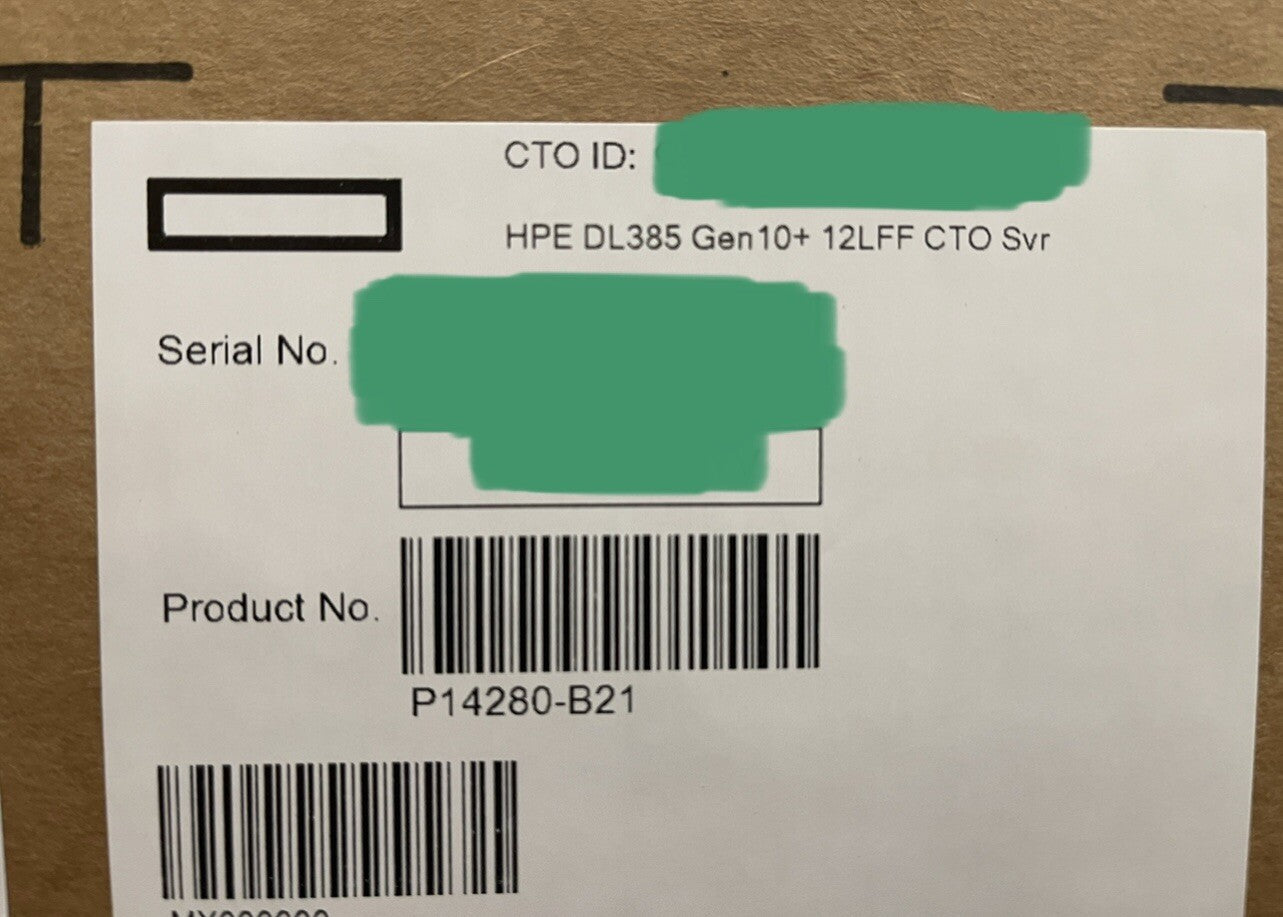 CTO ID:
HPE DL385 Gen10+ 12LFF CTO Svr
Serial No.
Product No.
P14280-B21